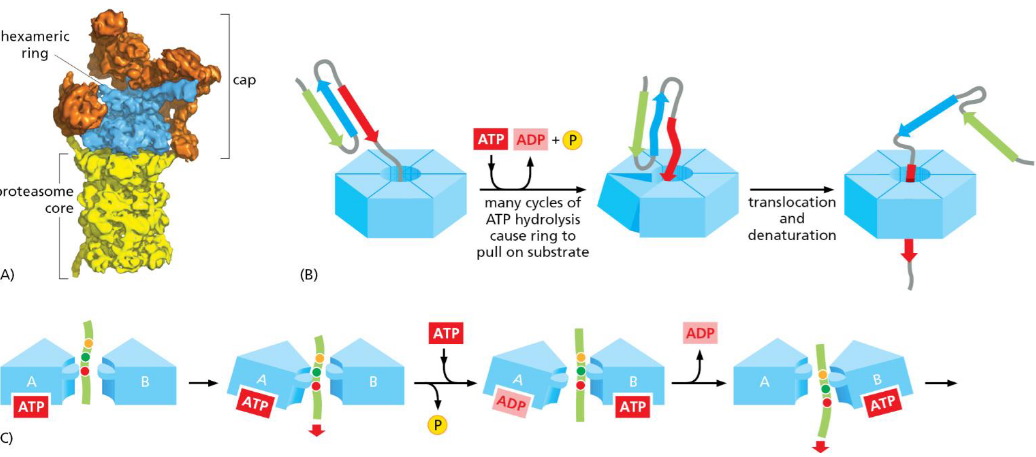 hexameric
ring
cap
proteasome
core
A)
(B)
ATP ADP + P
many cycles of
ATP hydrolysis
cause ring to
pull on substrate
translocation
and
denaturation
A B
ATP
A B
ATP
ATP
P
A B
ADP ATP
ADP
A B
ATP
C)